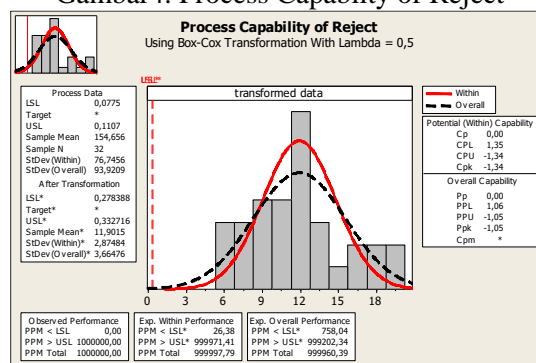 Gambar4. Process Capability of Reject
Process Capability of Reject
Using Box-Cox Transformation With Lambda = 0,5
LSL*
USL*
transformed data
Process Data
LSL 0,0775
Target *
USL 0,1107
Sample Mean 154,656
Sample N 32
StDev(Within) 76,7456
StDev(Overall) 93,9209
After Transformation
LSL* 0,278388
Target* *
USL* 0,332716
Sample Mean* 11,9015
StDev(Within)* 2,87484
StDev(Overall)* 3,66476
Within
Overall
Potential (Within) Capability
Cp 0,00
CPL 1,35
CPU -1,34
Cpk -1,34
Overall Capability
Pp 0,00
PPL 1,06
PPU -1,05
Ppk -1,05
Cpm *
0 3 6 9 12 15 18
Observed Performance
PPM < LSL 0,00
PPM > USL 1000000,00
PPM Total 1000000,00
Exp. Within Performance
PPM < LSL* 26,38
PPM > USL* 999971,41
PPM Total 999997,79
Exp. Overall Performance
PPM < LSL* 758,04
PPM > USL* 999202,34
PPM Total 999960,39